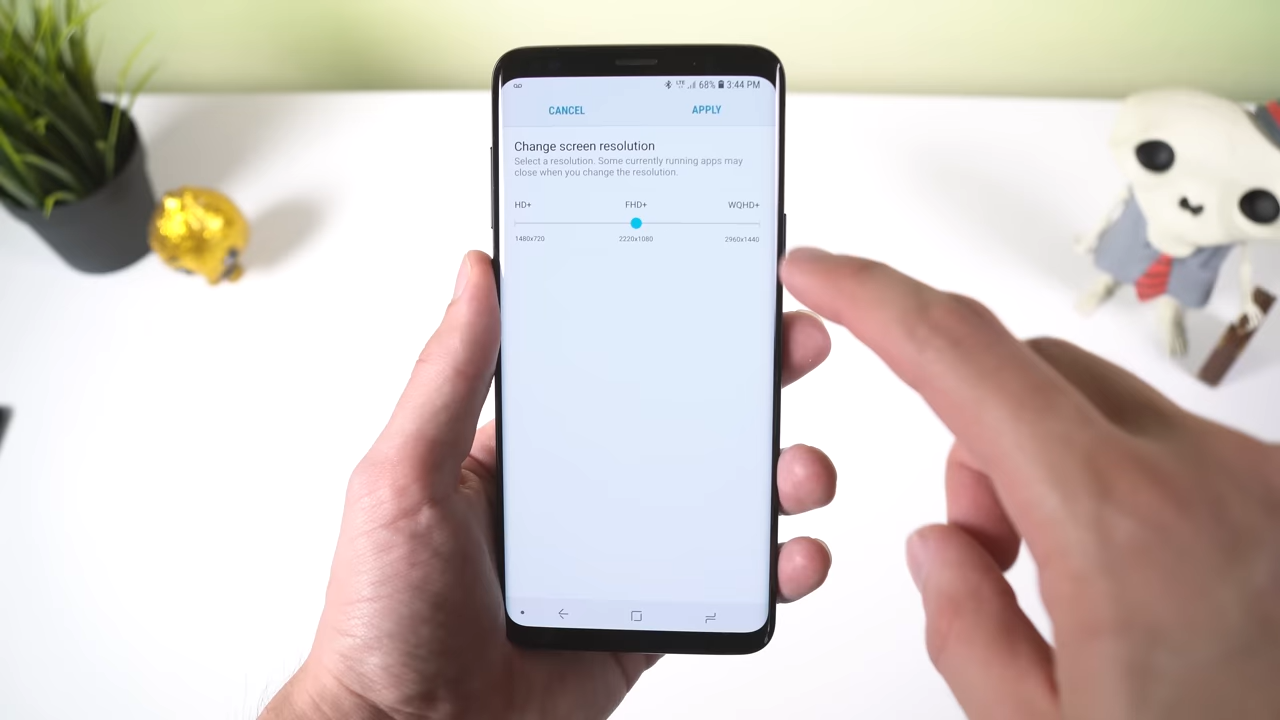 LTE 68% 3:44 PM
CANCEL APPLY
Change screen resolution
Select a resolution. Some currently running apps may
close when you change the resolution.
HD+ FHD+ WQHD+
1480x720 2220x1080 2960x1440